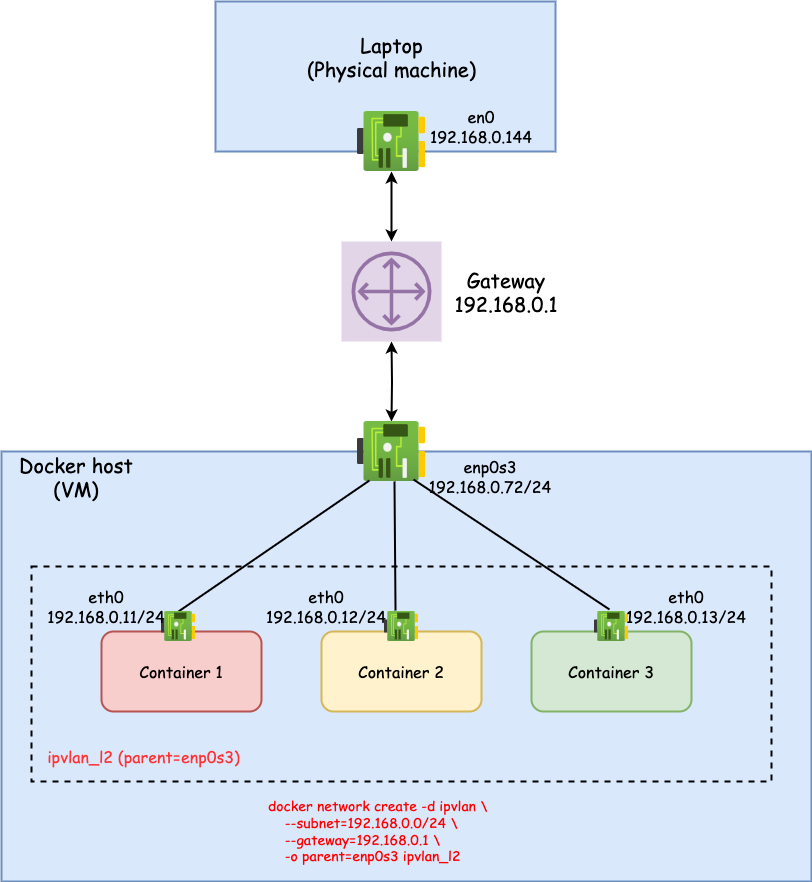 Laptop
(Physical machine)
en0
192.168.0.144
Gateway
192.168.0.1
Docker host
(VM)
enp0s3
192.168.0.72/24
eth0
192.168.0.11/24
eth0
192.168.0.12/24
eth0
192.168.0.13/24
Container 1
Container 2
Container 3
ipvlan_l2 (parent=enp0s3)
docker network create -d ipvlan \
--subnet=192.168.0.0/24 \
--gateway=192.168.0.1 \
-o parent=enp0s3 ipvlan_l2